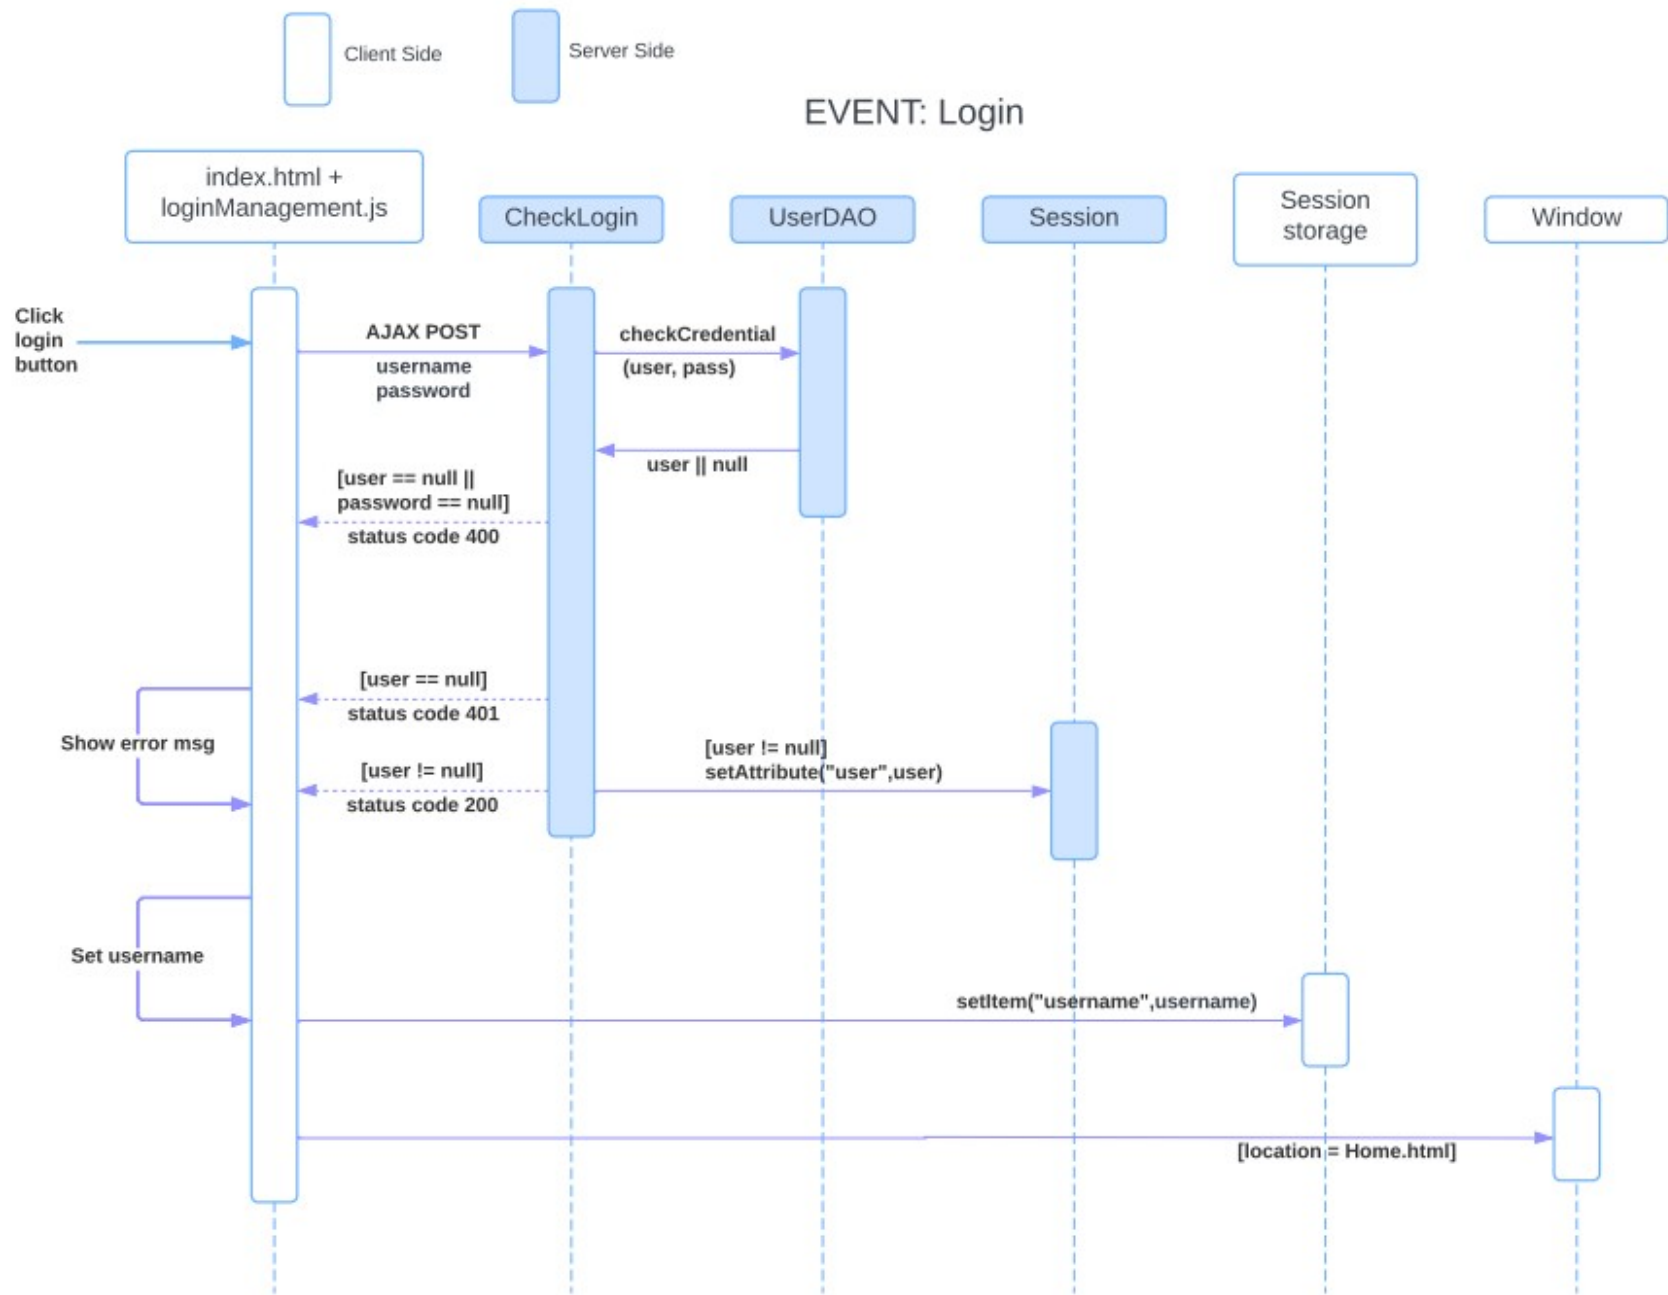 Client Side
Server Side
EVENT: Login
index.html +
loginManagement.js
CheckLogin
UserDAO
Session
Session
storage
Window
Click
login
button
AJAX POST
username
password
checkCredential
(user, pass)
user || null
[user == null ||
password == null]
status code 400
[user == null]
status code 401
Show error msg
[user != null]
status code 200
[user != null]
setAttribute("user",user)
Set username
setItem("username",username)
[location = Home.html]